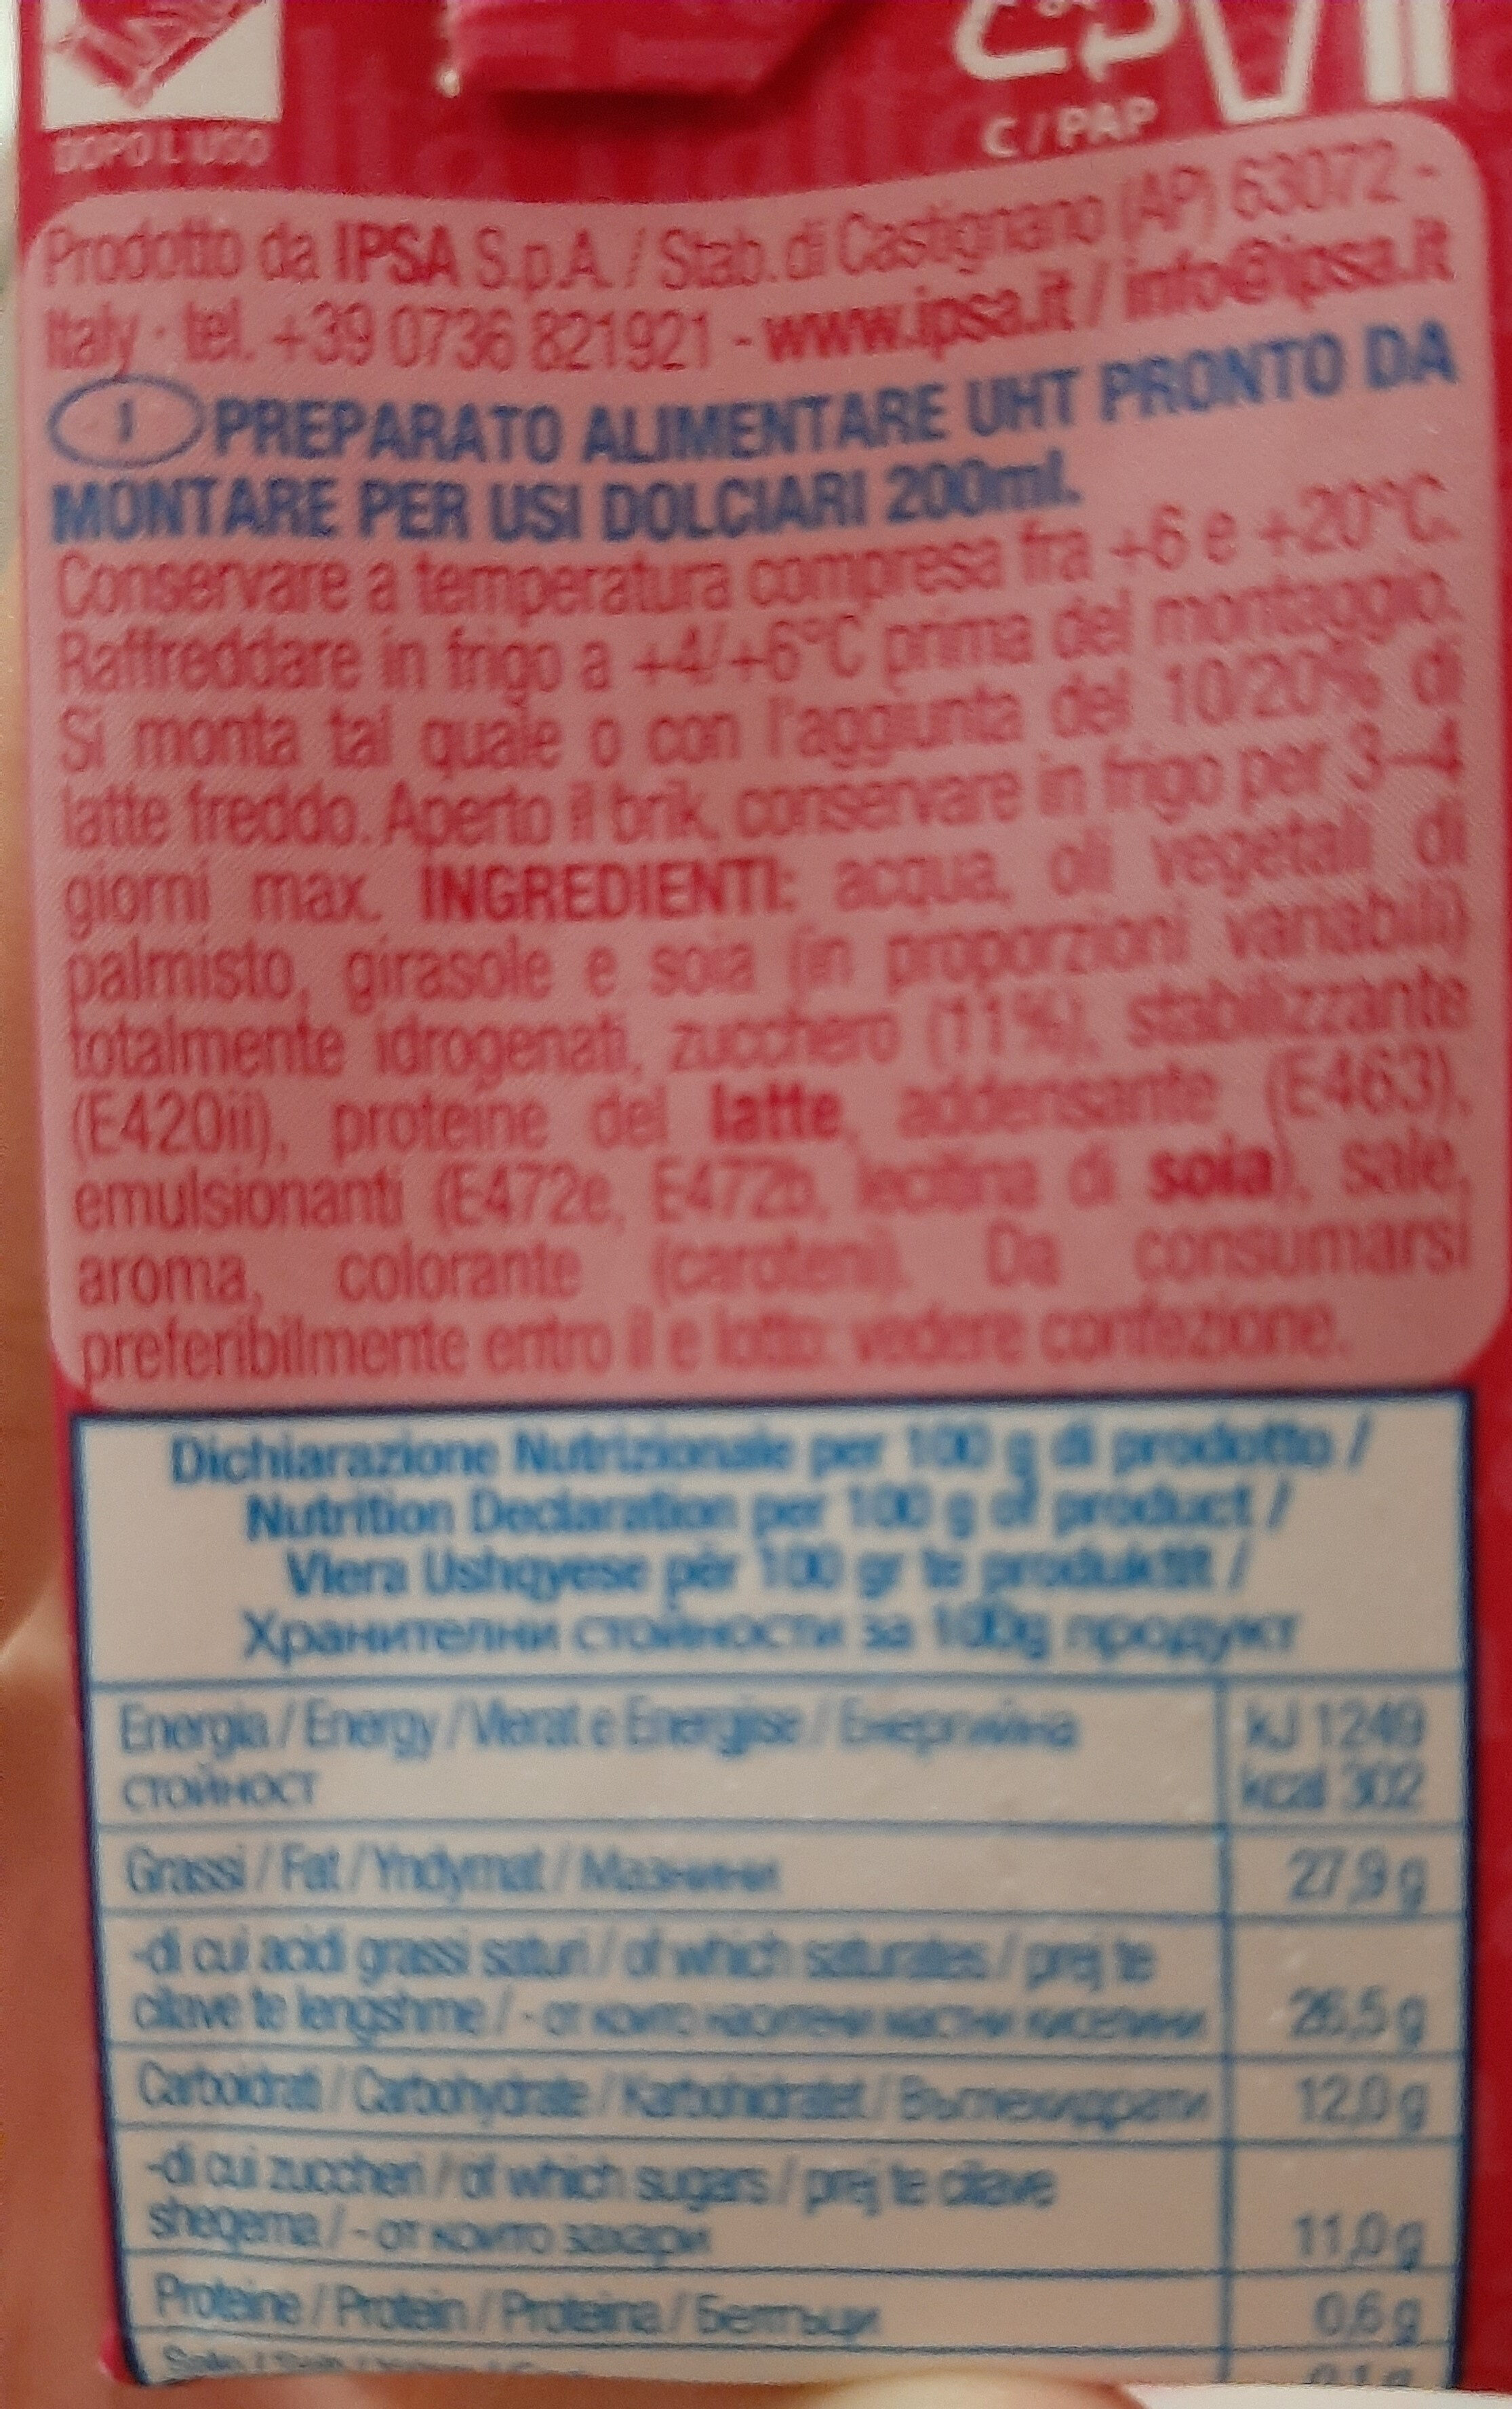 DOPO L'USO
C/PAP
Prodotto da IPSA S.p.A. / Stab. di Castignano (AP) 63072 -
Italy - tel. +39 0736 821921 - www.ipsa.it / info@ipsa.it
I PREPARATO ALIMENTARE UHT PRONTO DA
MONTARE PER USI DOLCIARI 200ml.
Conservare a temperatura compresa fra +6 e +20°C.
Raffreddare in frigo a +4/+6°C prima del montaggio.
Si monta tal quale o con l'aggiunta del 10/20% di
latte freddo. Aperto il brik, conservare in frigo per 3-4
giorni max. INGREDIENTI: acqua, oli vegetali di
palmisto, girasole e soia (in proporzioni variabili)
totalmente idrogenati, zucchero (11%), stabilizzante
(E420ii), proteine del latte, addensante (E463),
emulsionanti (E472e, E472b, lecitina di soia), sale,
aroma, colorante (caroteni). Da consumarsi
preferibilmente entro il e lotto: vedere confezione.
Dichiarazione Nutrizionale per 100 g di prodotto /
Nutrition Declaration per 100 g of product /
Vlera Ushqyese për 100 gr të produktit /
Хранителни стойности за 100g продукт
Energia / Energy / Vlerat e Energjise / Енергийна
стойност
kJ 1249
kcal 302
Grassi / Fat / Yndyrnat / Мазнини
27,9 g
-di cui acidi grassi saturi / of which saturates / prej te
cilave te lengshme / - от които наситени мастни киселини
26,5 g
Carboidrati / Carbohydrate / Karbohidratet / Въглехидрати
12,0 g
-di cui zuccheri / of which sugars / prej te cilave
sheqerna / - от които захари
11,0 g
Proteine / Protein / Proteina / Белтъци
0,6 g